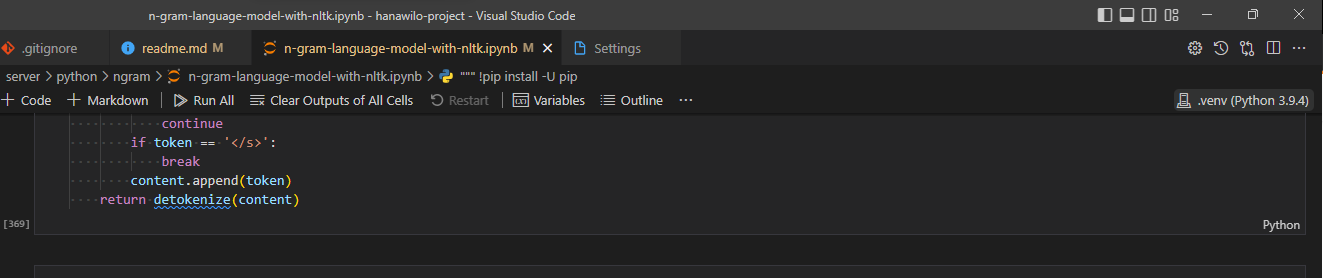 n-gram-language-model-with-nltk.ipynb - hanawilo-project - Visual Studio Code
.gitignore readme.md M n-gram-language-model-with-nltk.ipynb M Settings
server > python > ngram > n-gram-language-model-with-nltk.ipynb > """ !pip install -U pip
+ Code + Markdown | Run All Clear Outputs of All Cells Restart | Variables Outline ... .venv (Python 3.9.4)
continue
if token == '</s>':
break
content.append(token)
return detokenize(content)
[369]
Python